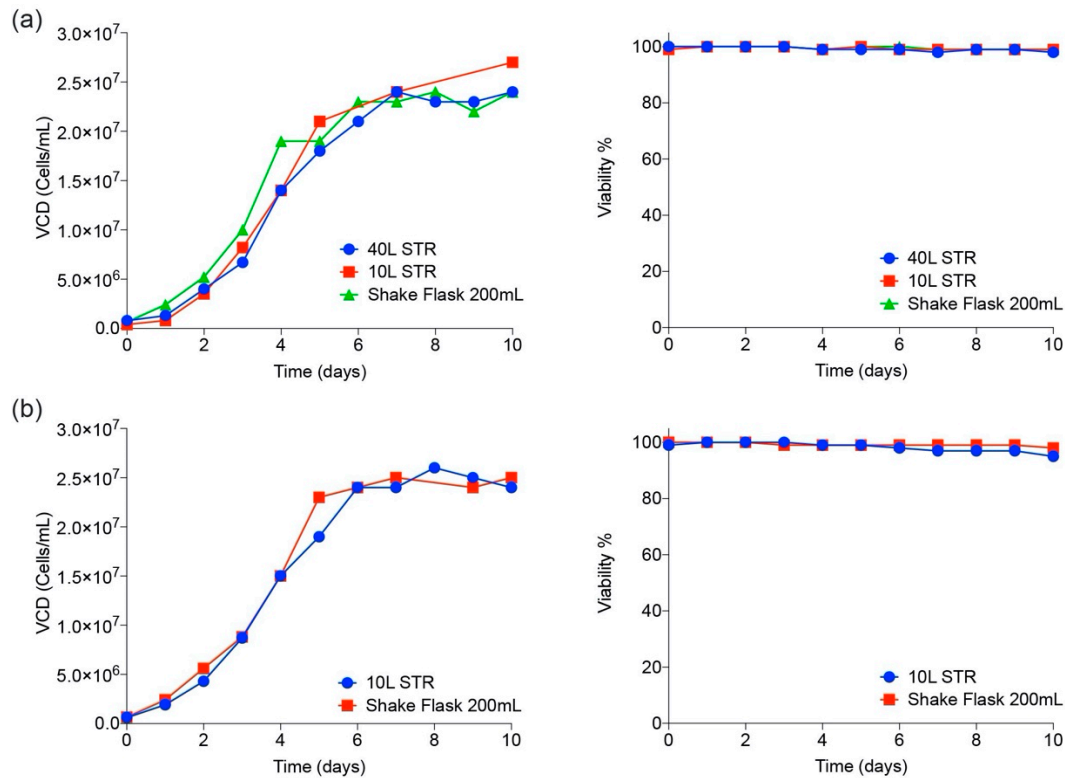 (a)
3.0×10⁷
2.5×10⁷
2.0×10⁷
1.5×10⁷
1.0×10⁷
5.0×10⁶
0.0
VCD (Cells/mL)
40L STR
10L STR
Shake Flask 200mL
0 2 4 6 8 10
Time (days)
100
80
60
40
20
0
Viability %
40L STR
10L STR
Shake Flask 200mL
0 2 4 6 8 10
Time (days)
(b)
3.0×10⁷
2.5×10⁷
2.0×10⁷
1.5×10⁷
1.0×10⁷
5.0×10⁶
0.0
VCD (Cells/mL)
10L STR
Shake Flask 200mL
0 2 4 6 8 10
Time (days)
100
80
60
40
20
0
Viability %
10L STR
Shake Flask 200mL
0 2 4 6 8 10
Time (days)